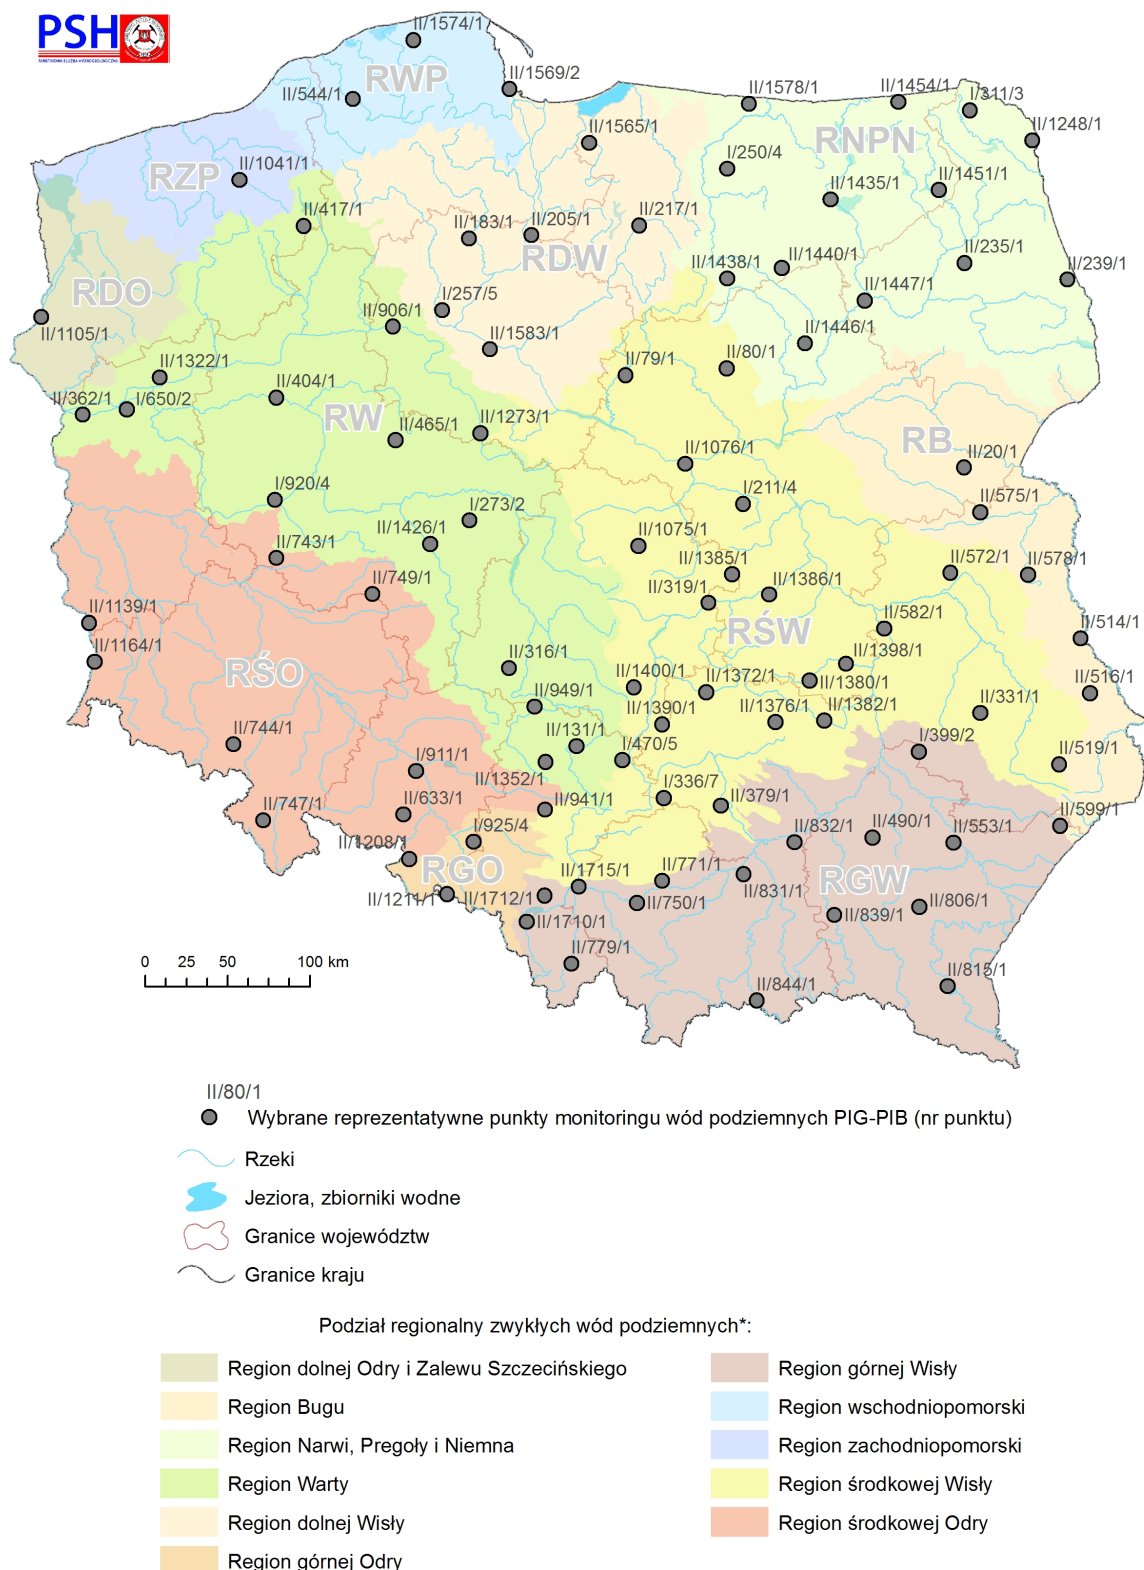 PSH
PAŃSTWOWA SŁUŻBA HYDROGEOLOGICZNA
II/1574/1
II/1569/2
II/544/1
RWP
II/1578/1
II/1454/1
I/311/3
II/1248/1
II/1565/1
RNPN
I/250/4
RZP
II/1041/1
II/1435/1
II/1451/1
II/417/1
II/183/1
II/205/1
II/217/1
RDW
II/1438/1
II/1440/1
II/235/1
II/239/1
RDO
II/1447/1
I/257/5
II/906/1
II/1105/1
II/1583/1
II/1446/1
II/1322/1
II/79/1
II/80/1
II/362/1
I/650/2
II/404/1
RW
II/465/1
II/1273/1
RB
II/20/1
II/1076/1
I/920/4
I/211/4
II/575/1
I/273/2
II/1426/1
II/1075/1
II/743/1
II/1385/1
II/572/1
II/578/1
II/749/1
II/319/1
II/1386/1
II/1139/1
II/582/1
RŚW
II/514/1
II/1164/1
RŚO
II/316/1
II/1398/1
II/1400/1
II/1372/1
II/1380/1
II/516/1
II/949/1
II/1390/1
II/1376/1
II/1382/1
II/331/1
II/744/1
II/131/1
I/470/5
I/399/2
II/519/1
I/911/1
II/1352/1
I/336/7
II/379/1
II/747/1
II/633/1
II/941/1
II/599/1
I/925/4
II/832/1
II/490/1
II/553/1
II/1208/1
RGO
II/1715/1
II/771/1
RGW
II/831/1
II/1211/1
II/1712/1
II/750/1
II/839/1
II/806/1
II/1710/1
II/779/1
II/844/1
II/815/1
0 25 50 100 km
II/80/1
Wybrane reprezentatywne punkty monitoringu wód podziemnych PIG-PIB (nr punktu)
Rzeki
Jeziora, zbiorniki wodne
Granice województw
Granice kraju
Podział regionalny zwykłych wód podziemnych*:
Region dolnej Odry i Zalewu Szczecińskiego
Region Bugu
Region Narwi, Pregoły i Niemna
Region Warty
Region dolnej Wisły
Region górnej Odry
Region górnej Wisły
Region wschodniopomorski
Region zachodniopomorski
Region środkowej Wisły
Region środkowej Odry